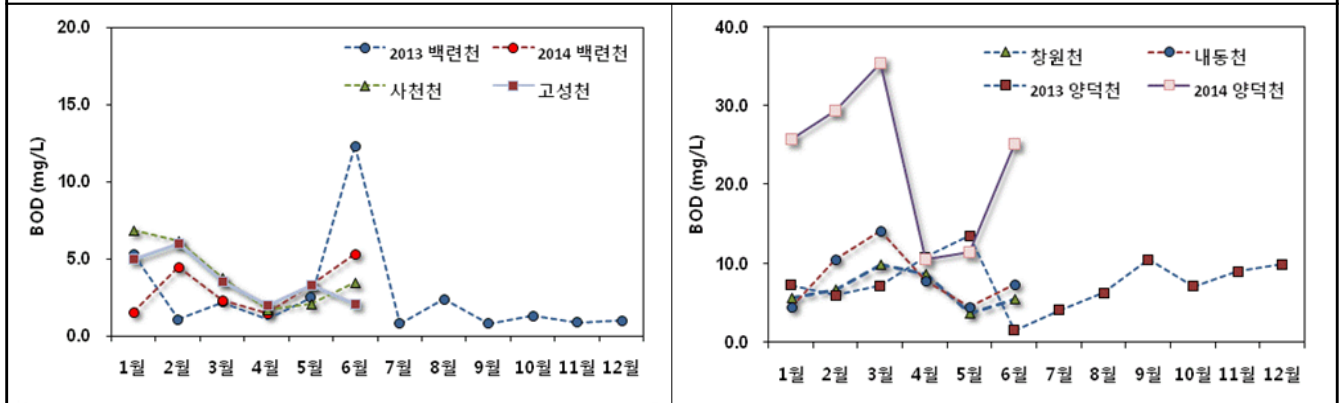 20.0
15.0
10.0
5.0
0.0
BOD (mg/L)
2013 백련천 2014 백련천
사천천 고성천
1월 2월 3월 4월 5월 6월 7월 8월 9월 10월 11월 12월
40.0
30.0
20.0
10.0
0.0
BOD (mg/L)
창원천 내동천
2013 양덕천 2014 양덕천
1월 2월 3월 4월 5월 6월 7월 8월 9월 10월 11월 12월